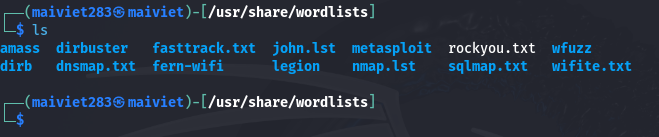 ┌──(maiviet283㉿maiviet)-[/usr/share/wordlists]
└─$ ls
amass dirbuster fasttrack.txt john.lst metasploit rockyou.txt wfuzz
dirb dnsmap.txt fern-wifi legion nmap.lst sqlmap.txt wifite.txt
┌──(maiviet283㉿maiviet)-[/usr/share/wordlists]
└─$